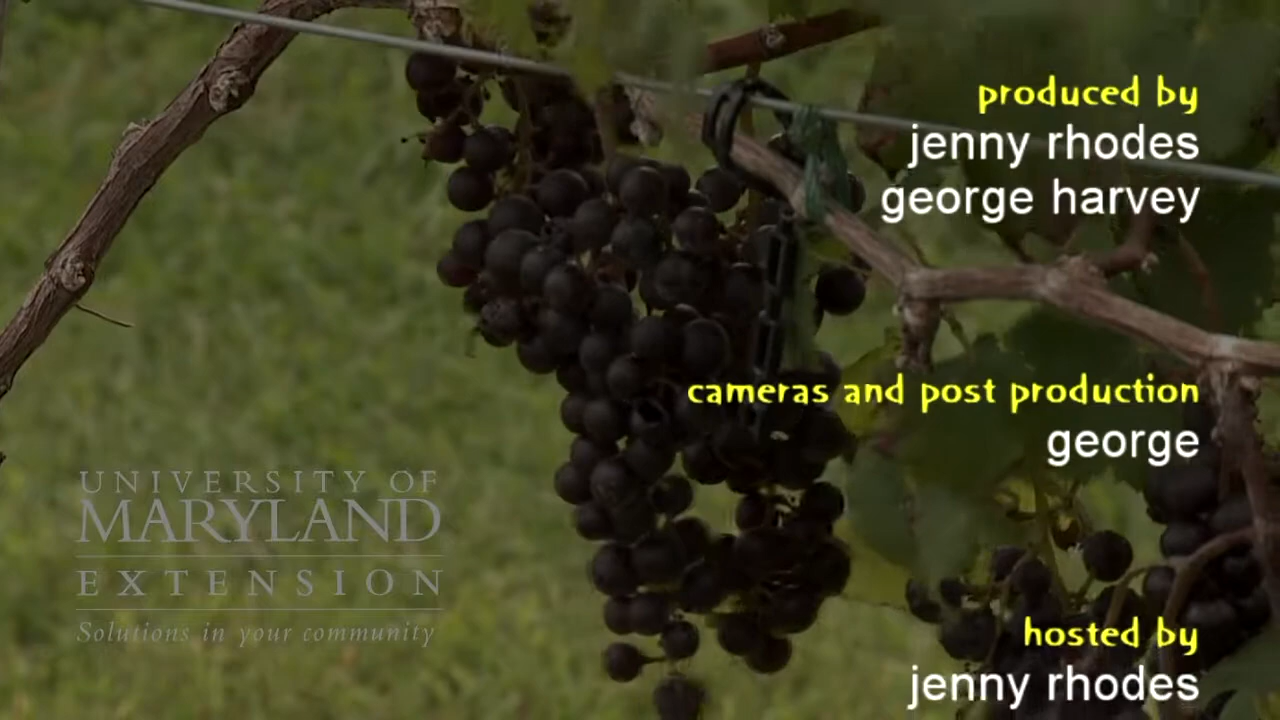 produced by
jenny rhodes
george harvey
cameras and post production
george
UNIVERSITY OF
MARYLAND
EXTENSION
Solutions in your community
hosted by
jenny rhodes